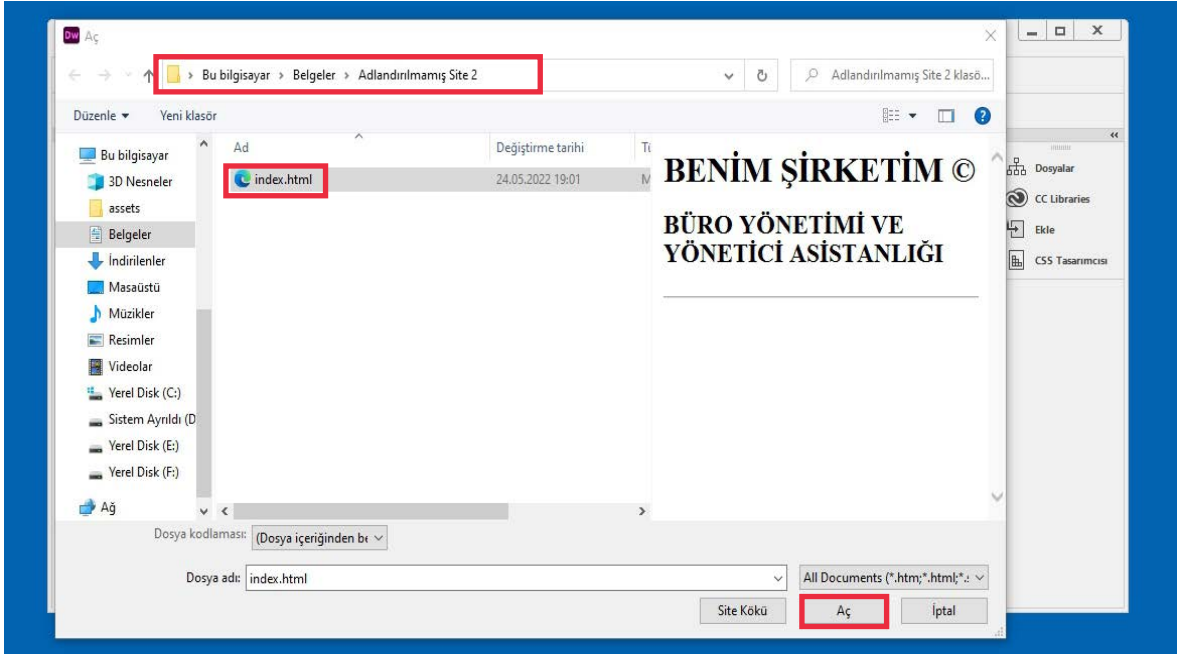 Dw Aç
Bu bilgisayar > Belgeler > Adlandırılmamış Site 2
Adlandırılmamış Site 2 klasö...
Düzenle Yeni klasör
Bu bilgisayar
3D Nesneler
assets
Belgeler
İndirilenler
Masaüstü
Müzikler
Resimler
Videolar
Yerel Disk (C:)
Sistem Ayrıldı (D
Yerel Disk (E:)
Yerel Disk (F:)
Ağ
Ad Değiştirme tarihi Tü
index.html 24.05.2022 19:01 M
BENİM ŞİRKETİM ©
BÜRO YÖNETİMİ VE
YÖNETİCİ ASİSTANLIĞI
Dosyalar
CC Libraries
Ekle
CSS Tasarımcısı
Dosya kodlaması: (Dosya içeriğinden be
Dosya adı: index.html All Documents (*.htm;*.html;*.s
Site Kökü Aç İptal